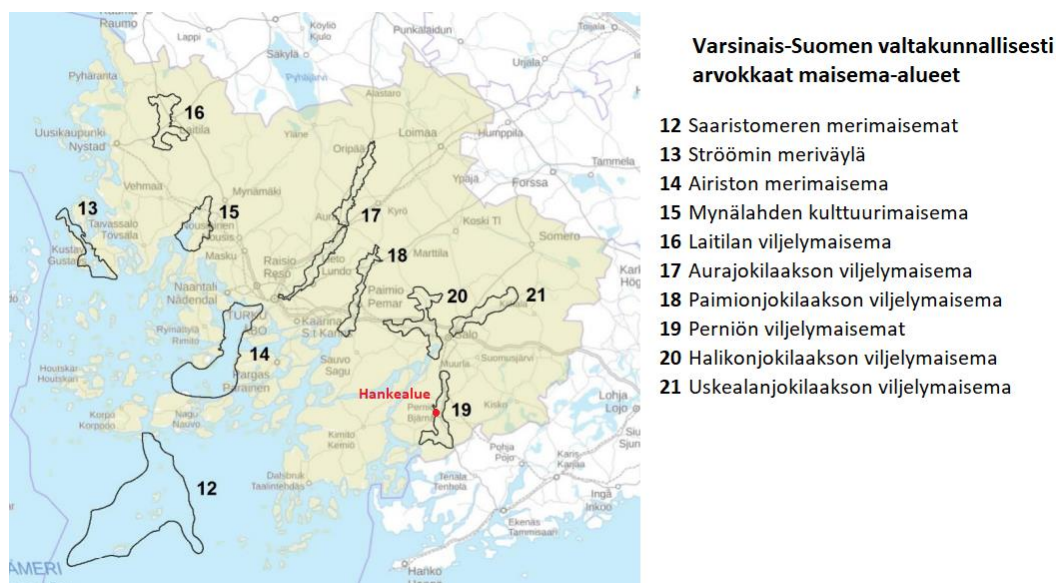 Raumo
Lappi
Köyliö
Kjulo
Punkalaidun
Toijala
Säkylä
Urjala
Pyhäranta
Pyhäjärvi
Alastaro
16
Laitila
Uusikaupunki
Nystad
Yläne
Loimaa
Humppila
Oripää
Tammela
Vehmaa
Mynämäki
Ypäjä
Forssa
13
15
17
Kyrö
Koski Tl
Taivassalo
Tövsala
Nousiainen
Nousis
Aura
Somero
Kustavi
Gustavs
Masku
18
Marttila
Raisio
Reso
Lieto
Lundo
Naantali
Nådendal
Paimio
Pemar
20
21
TURKU
ÅBO
Kaarina
S:t Karins
Salo
Rymättylä
Rimito
14
Sauvo
Sagu
Muurla
Suomusjärvi
Houtskari
Houtskär
Pargas
Parainen
Hankealue
Lohja
Lojo
Korpo
Korppoo
Nagu
Nauvo
Perniö
Bjärnå
19
Kisko
Kimito
Kemiö
Pohja
Pojo
Karis
Karjaa
Dalsbruk
Taalintehdas
Tenala
Tenhola
Ingå
Inkoo
12
Ekenäs
Tammisaari
Hanko
Varsinais-Suomen valtakunnallisesti
arvokkaat maisema-alueet
12 Saaristomeren merimaisemat
13 Ströömin meriväylä
14 Airiston merimaisema
15 Mynälahden kulttuurimaisema
16 Laitilan viljelymaisema
17 Aurajokilaakson viljelymaisema
18 Paimionjokilaakson viljelymaisema
19 Perniön viljelymaisemat
20 Halikonjokilaakson viljelymaisema
21 Uskealanjokilaakson viljelymaisema